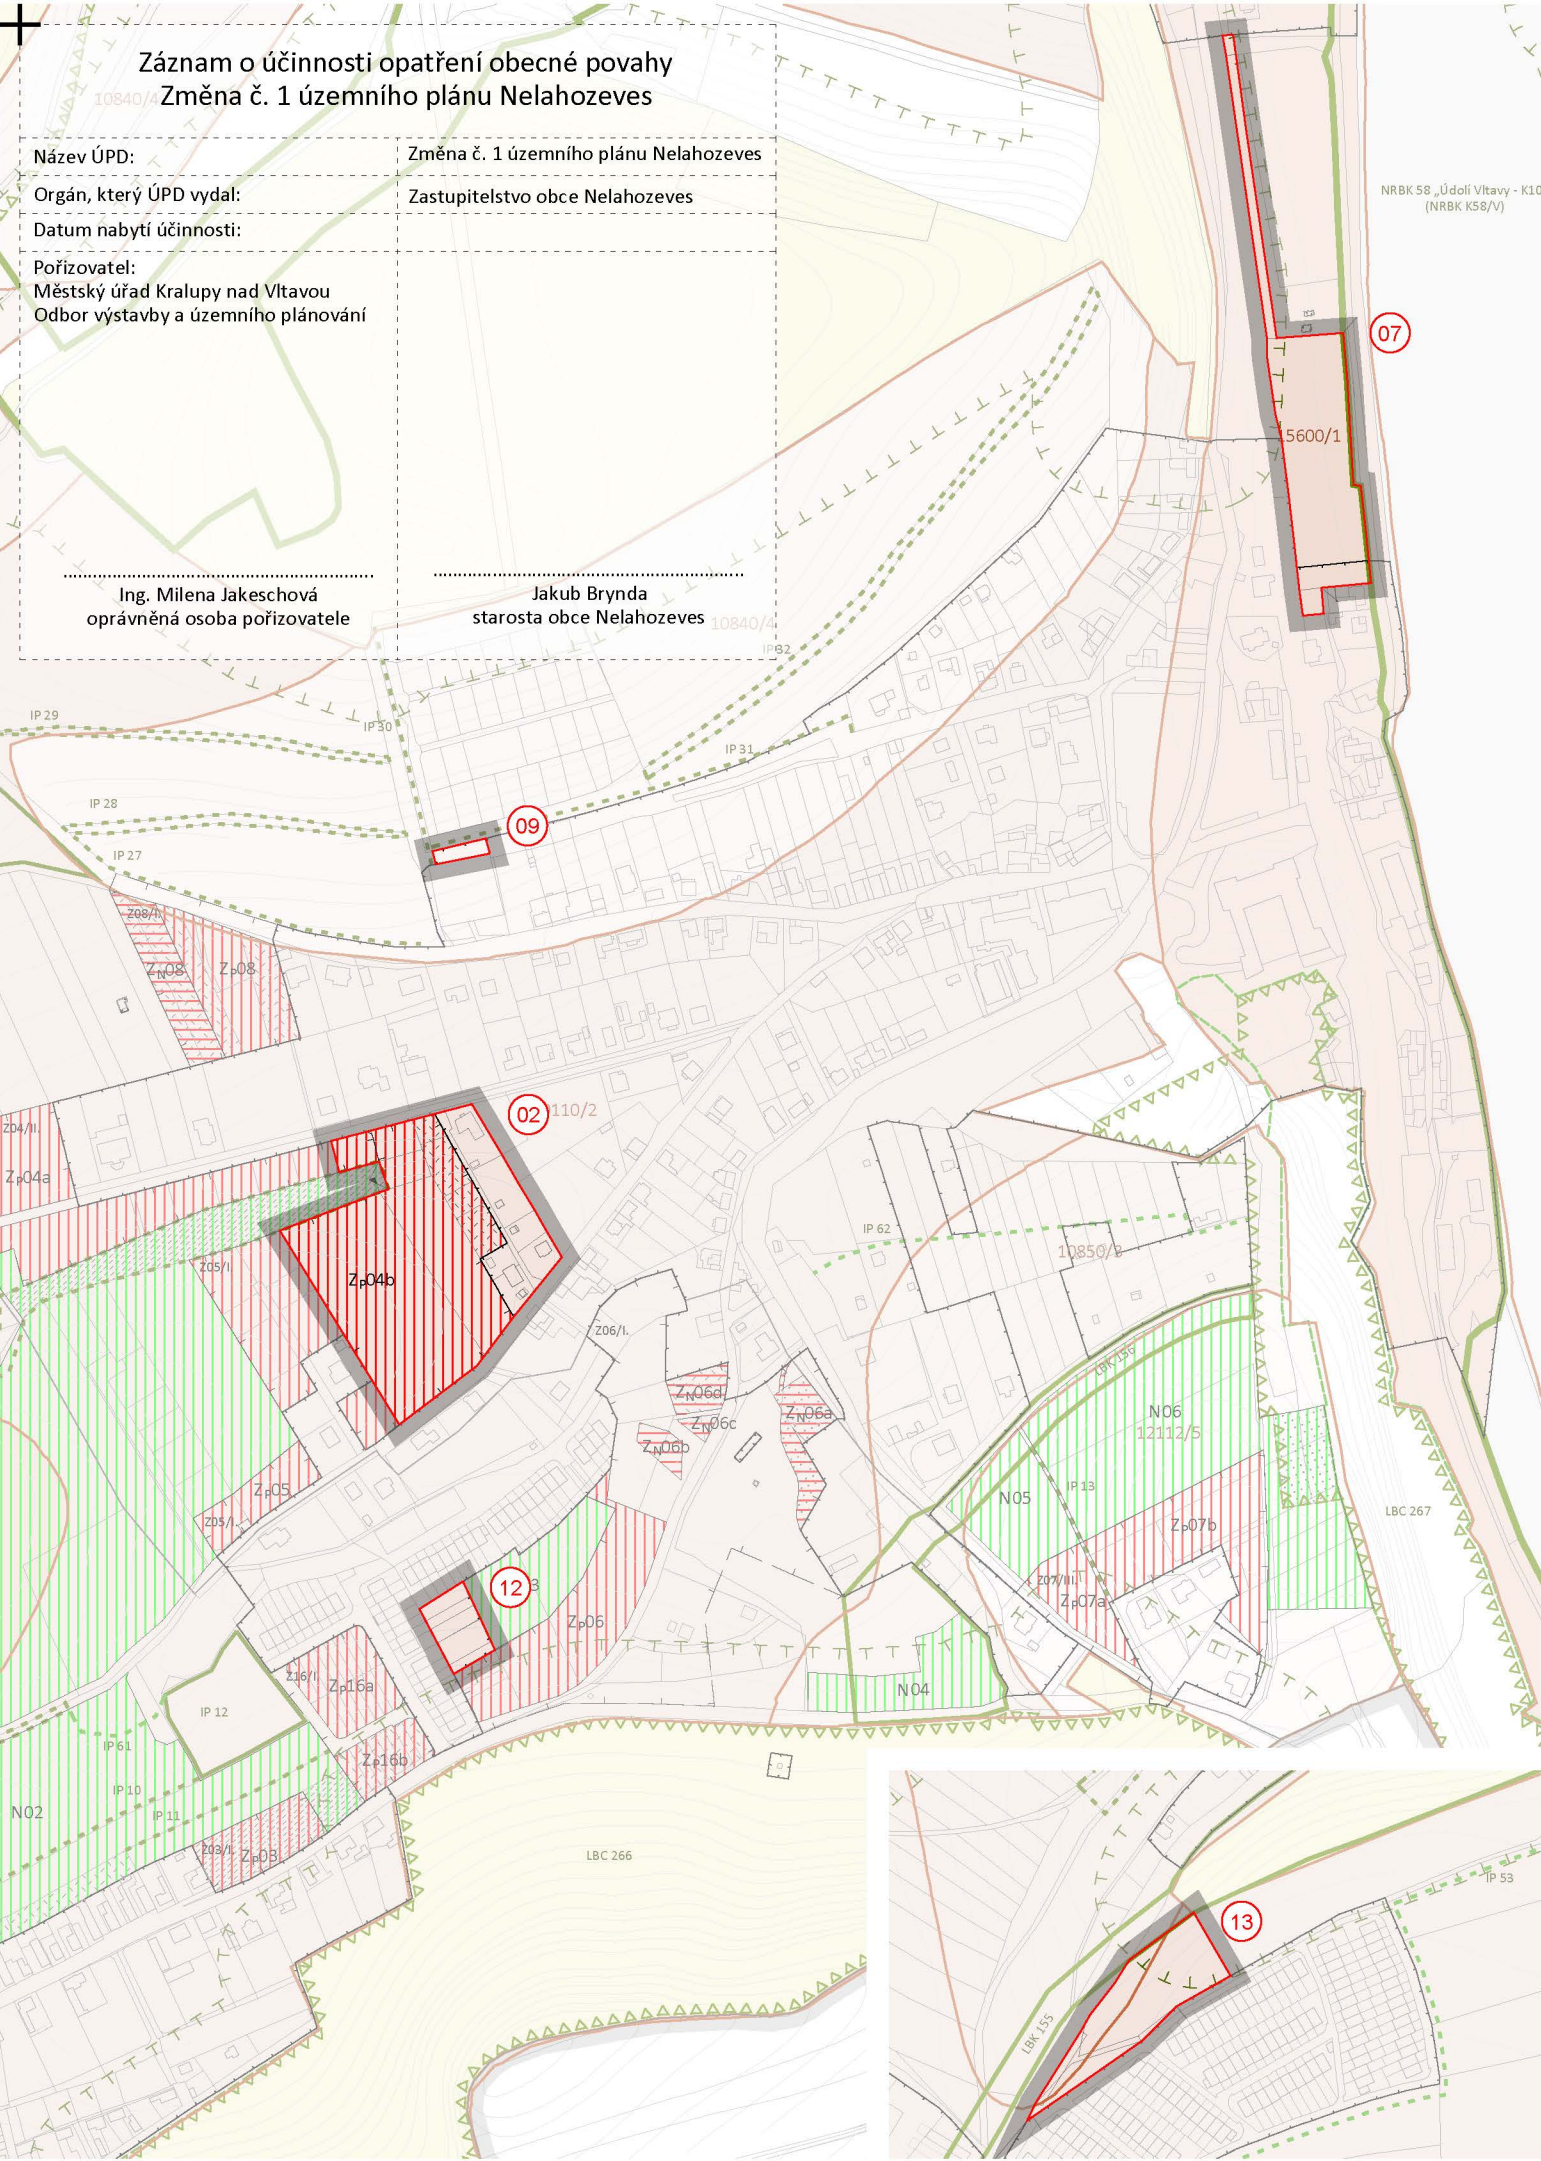 Záznam o účinnosti opatření obecné povahy
Změna č. 1 územního plánu Nelahozeves
10840/4
Název ÚPD:
Změna č. 1 územního plánu Nelahozeves
Orgán, který ÚPD vydal:
Zastupitelstvo obce Nelahozeves
Datum nabytí účinnosti:
Pořizovatel:
Městský úřad Kralupy nad Vltavou
Odbor výstavby a územního plánování
Ing. Milena Jakeschová
oprávněná osoba pořizovatele
Jakub Brynda
starosta obce Nelahozeves
10840/4
NRBK 58 „Údolí Vltavy - K10
(NRBK K58/V)
07
15600/1
IP 32
IP 29
IP 30
IP 31
IP 28
09
IP 27
Z08/I.
ZN08
Zp08
02
110/2
Z04/II.
Zp04a
IP 62
10850/3
Z05/I
Zp04b
Z06/I.
LBK 156
ZN06d
ZN06c
ZN06a
ZN06b
N06
12112/5
Zp05
IP 13
N05
Z05/I.
Zp07b
LBC 267
12
3
Z07/III.
Zp07a
Zp06
Z16/I
Zp16a
N04
IP 12
IP 61
Zp16b
IP 10
IP 11
N02
Z03/I.
Zp03
LBC 266
IP 53
13
LBK 155